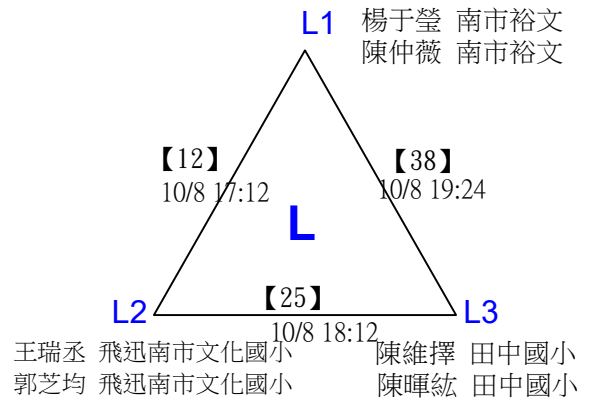 L1 楊于瑩 南市裕文
陳仲薇 南市裕文
【12】 【38】
10/8 17:12 10/8 19:24
L
L2 【25】 L3
10/8 18:12
王瑞丞 飛迅南市文化國小 陳維擇 田中國小
郭芝均 飛迅南市文化國小 陳暉紘 田中國小